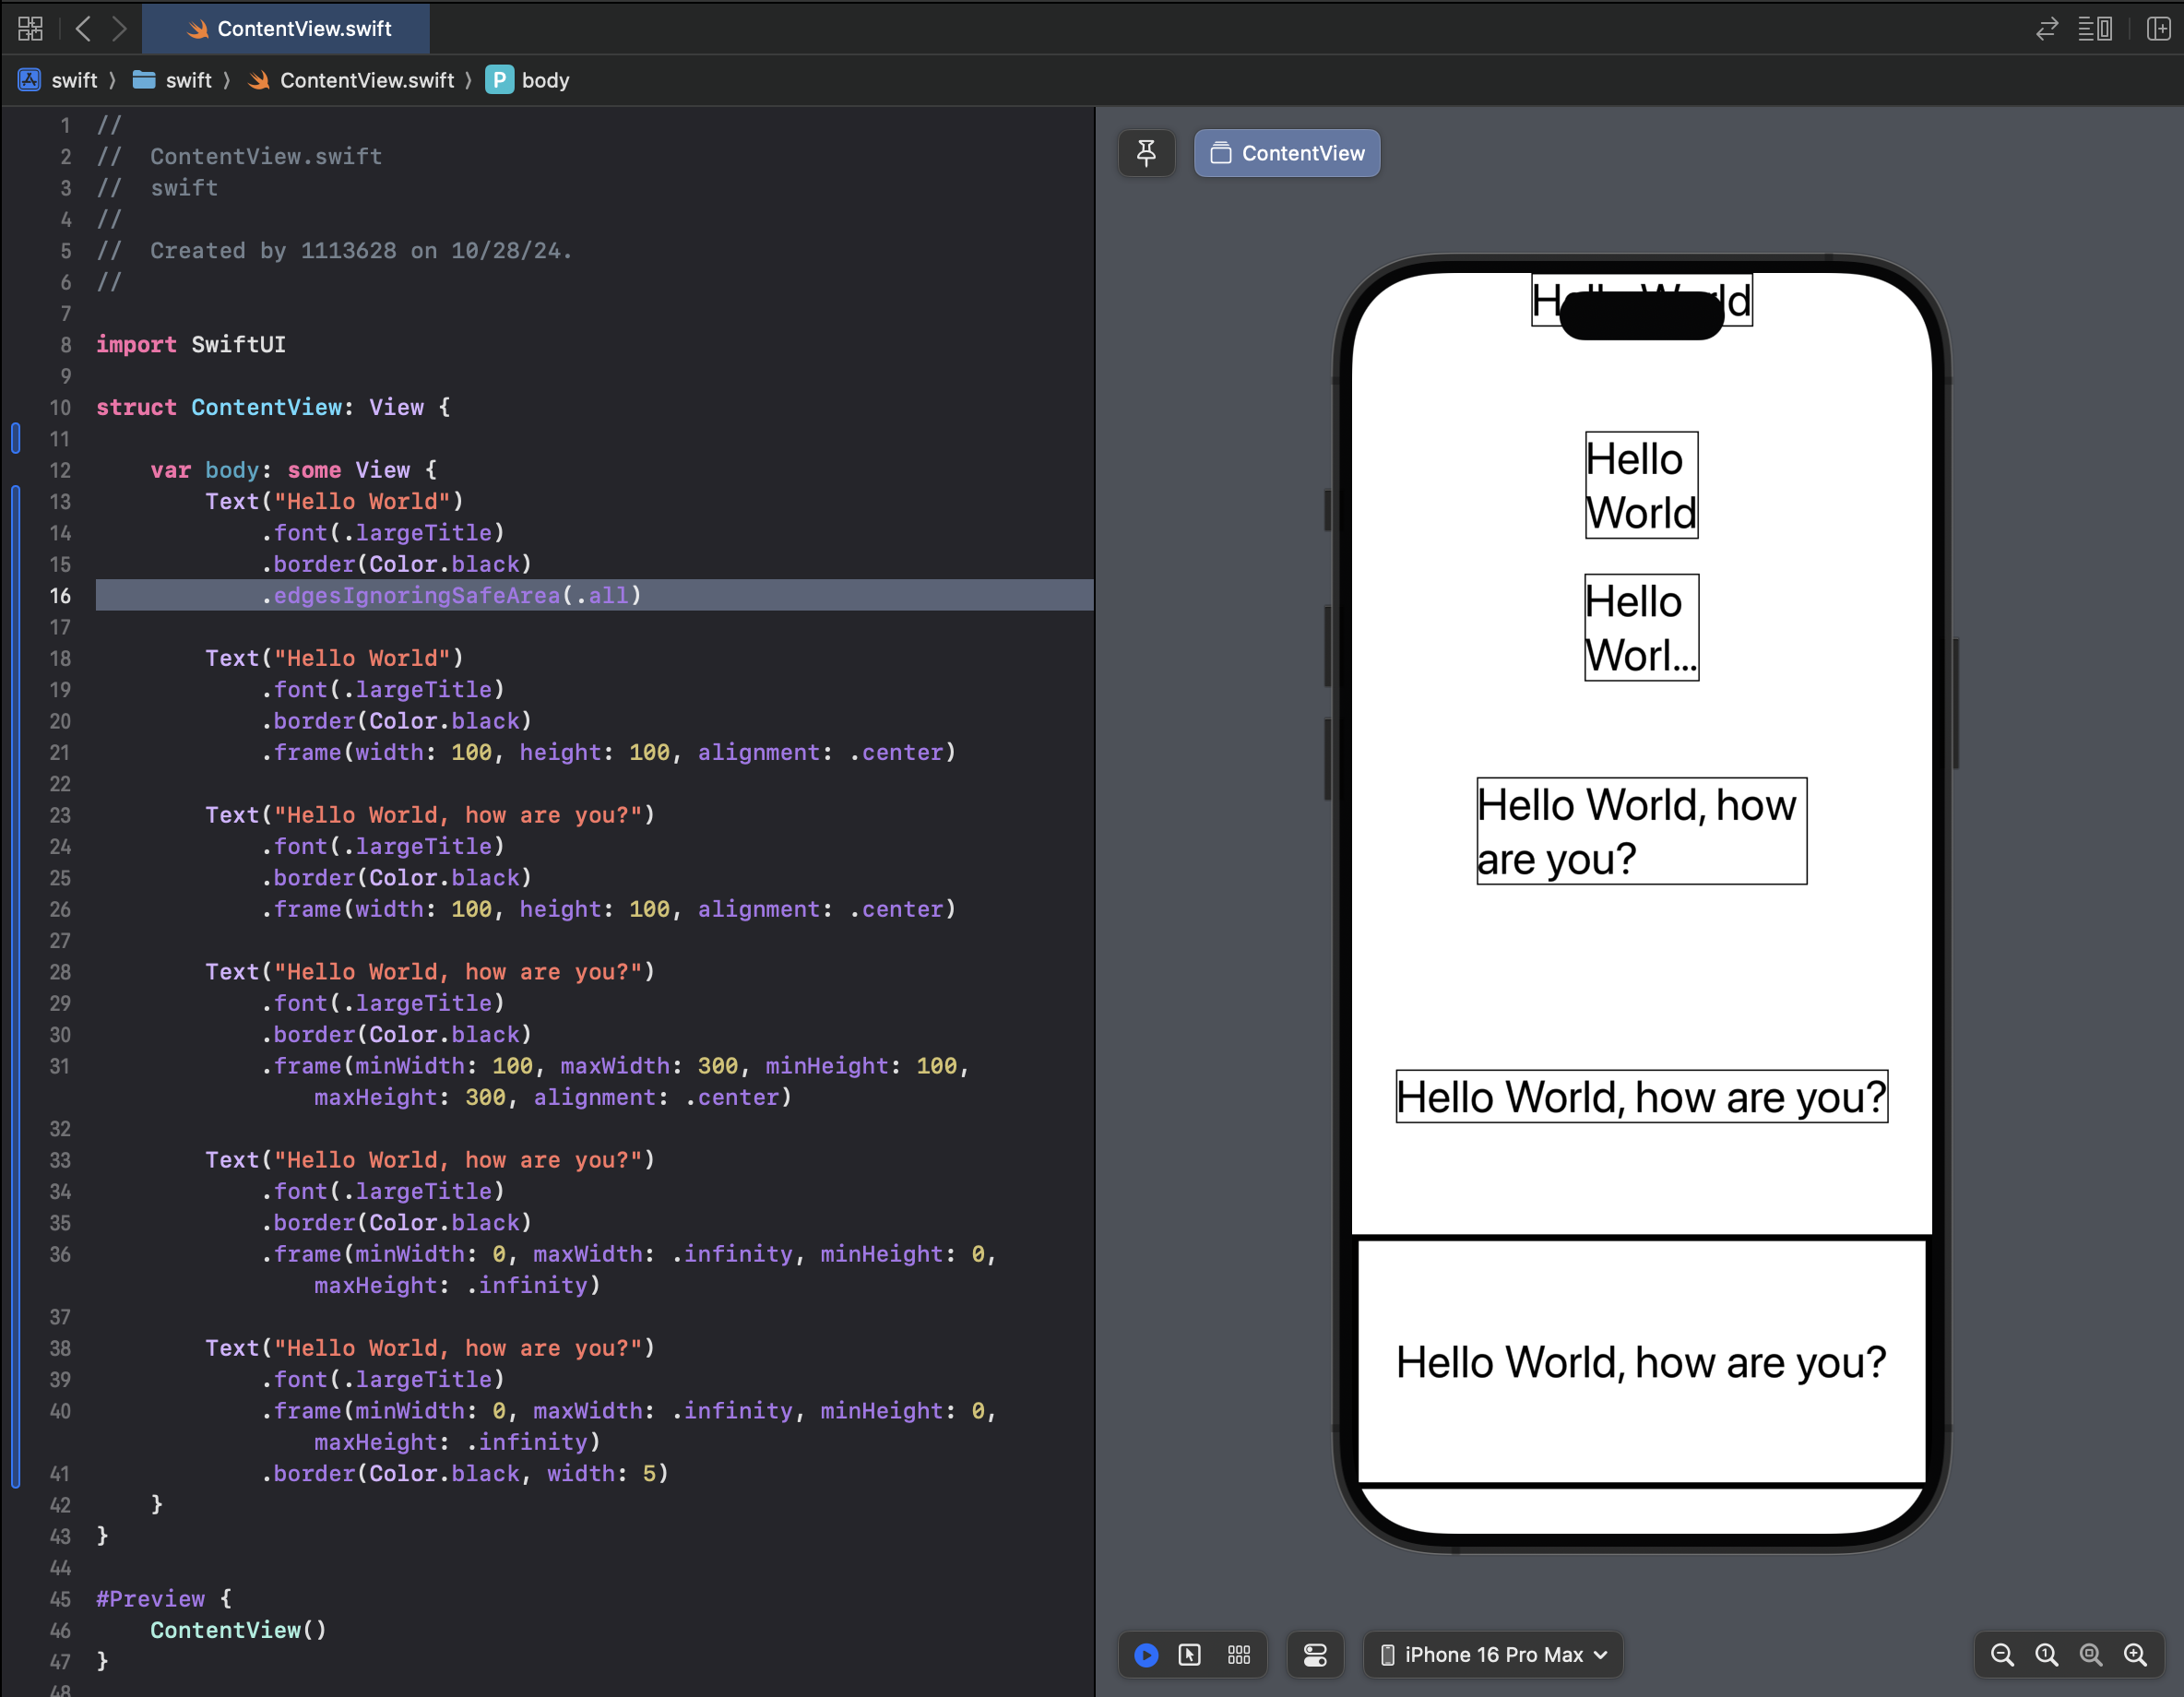 ContentView.swift
swift 〉 swift 〉 ContentView.swift 〉 P body
1 //
2 //  ContentView.swift
3 //  swift
4 //
5 //  Created by 1113628 on 10/28/24.
6 //
7
8 import SwiftUI
9
10 struct ContentView: View {
11
12     var body: some View {
13         Text("Hello World")
14             .font(.largeTitle)
15             .border(Color.black)
16             .edgesIgnoringSafeArea(.all)
17
18         Text("Hello World")
19             .font(.largeTitle)
20             .border(Color.black)
21             .frame(width: 100, height: 100, alignment: .center)
22
23         Text("Hello World, how are you?")
24             .font(.largeTitle)
25             .border(Color.black)
26             .frame(width: 100, height: 100, alignment: .center)
27
28         Text("Hello World, how are you?")
29             .font(.largeTitle)
30             .border(Color.black)
31             .frame(minWidth: 100, maxWidth: 300, minHeight: 100,
                maxHeight: 300, alignment: .center)
32
33         Text("Hello World, how are you?")
34             .font(.largeTitle)
35             .border(Color.black)
36             .frame(minWidth: 0, maxWidth: .infinity, minHeight: 0,
                maxHeight: .infinity)
37
38         Text("Hello World, how are you?")
39             .font(.largeTitle)
40             .frame(minWidth: 0, maxWidth: .infinity, minHeight: 0,
                maxHeight: .infinity)
41             .border(Color.black, width: 5)
42     }
43 }
44
45 #Preview {
46     ContentView()
47 }
48
ContentView
Hello World
Hello
World
Hello
Worl...
Hello World, how
are you?
Hello World, how are you?
Hello World, how are you?
iPhone 16 Pro Max